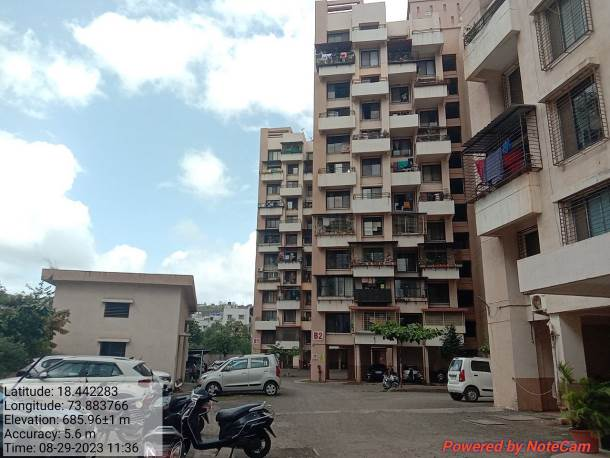 B2
Latitude: 18.442283
Longitude: 73.883766
Elevation: 685.96±1 m
Accuracy: 5.6 m
Time: 08-29-2023 11:36
Powered by NoteCam